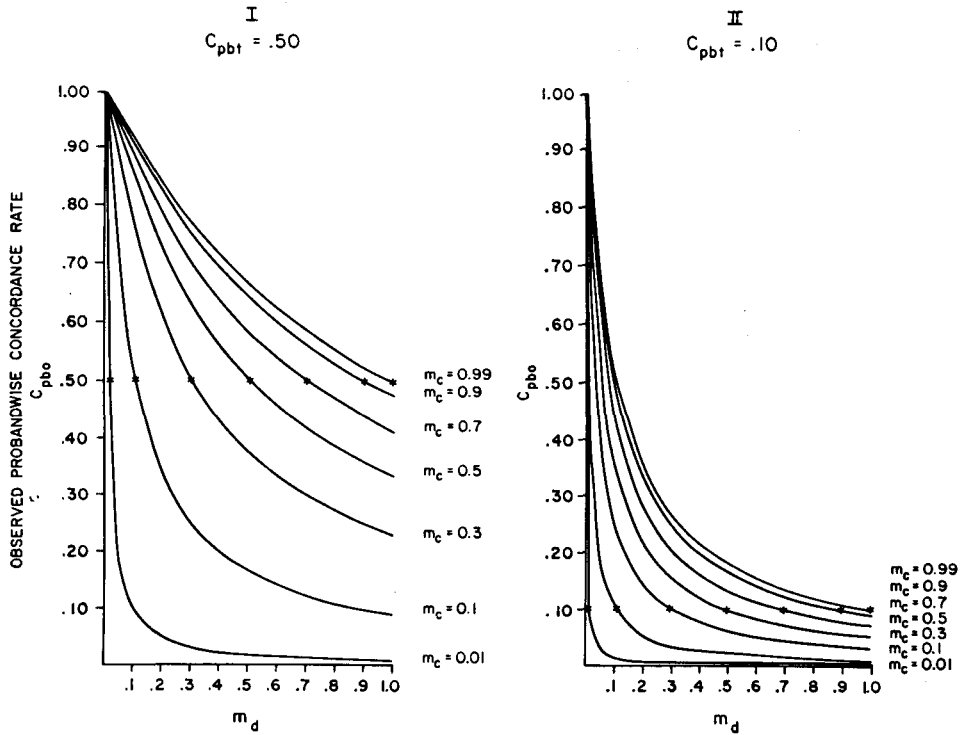 I
C_pbt = .50
OBSERVED PROBANDWISE CONCORDANCE RATE
C_pbo
1.00
.90
.80
.70
.60
.50
.40
.30
.20
.10
m_c = 0.99
m_c = 0.9
m_c = 0.7
m_c = 0.5
m_c = 0.3
m_c = 0.1
m_c = 0.01
.1 .2 .3 .4 .5 .6 .7 .8 .9 1.0
m_d
II
C_pbt = .10
C_pbo
1.00
.90
.80
.70
.60
.50
.40
.30
.20
.10
m_c = 0.99
m_c = 0.9
m_c = 0.7
m_c = 0.5
m_c = 0.3
m_c = 0.1
m_c = 0.01
.1 .2 .3 .4 .5 .6 .7 .8 .9 1.0
m_d